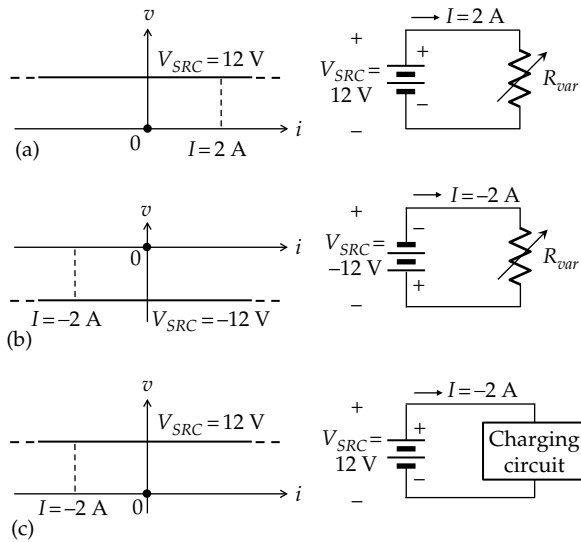 v
V_SRC = 12 V
0
I = 2 A
i
(a)
I = 2 A
+
V_SRC =
12 V
−
+
−
R_var
v
0
i
I = −2 A
V_SRC = −12 V
(b)
I = −2 A
+
V_SRC =
−12 V
−
−
+
R_var
v
V_SRC = 12 V
I = −2 A
0
i
(c)
I = −2 A
+
V_SRC =
12 V
−
+
−
Charging
circuit